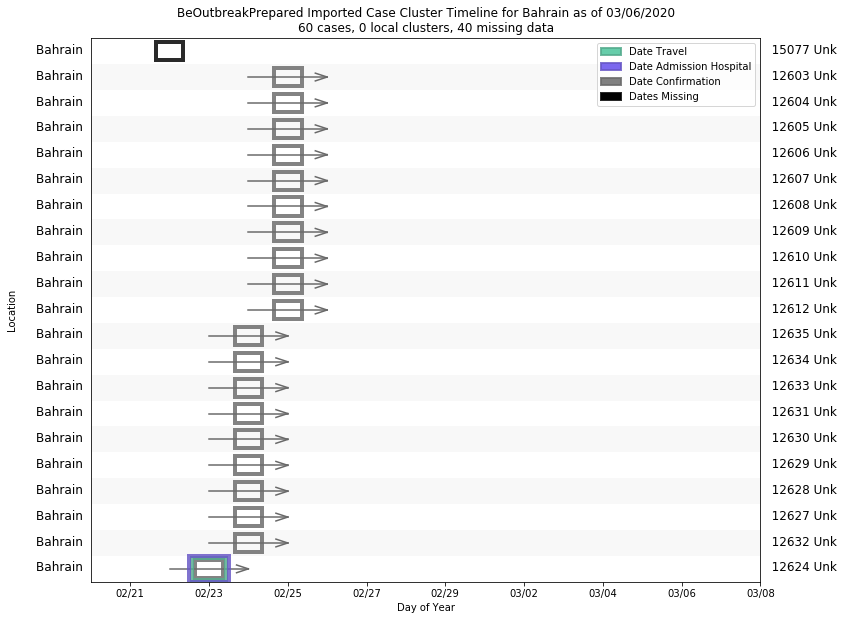 BeOutbreakPrepared Imported Case Cluster Timeline for Bahrain as of 03/06/2020
60 cases, 0 local clusters, 40 missing data
Date Travel
Date Admission Hospital
Date Confirmation
Dates Missing
Bahrain 15077 Unk
Bahrain 12603 Unk
Bahrain 12604 Unk
Bahrain 12605 Unk
Bahrain 12606 Unk
Bahrain 12607 Unk
Bahrain 12608 Unk
Bahrain 12609 Unk
Bahrain 12610 Unk
Bahrain 12611 Unk
Bahrain 12612 Unk
Bahrain 12635 Unk
Bahrain 12634 Unk
Bahrain 12633 Unk
Bahrain 12631 Unk
Bahrain 12630 Unk
Bahrain 12629 Unk
Bahrain 12628 Unk
Bahrain 12627 Unk
Bahrain 12632 Unk
Bahrain 12624 Unk
Location
02/21 02/23 02/25 02/27 02/29 03/02 03/04 03/06 03/08
Day of Year